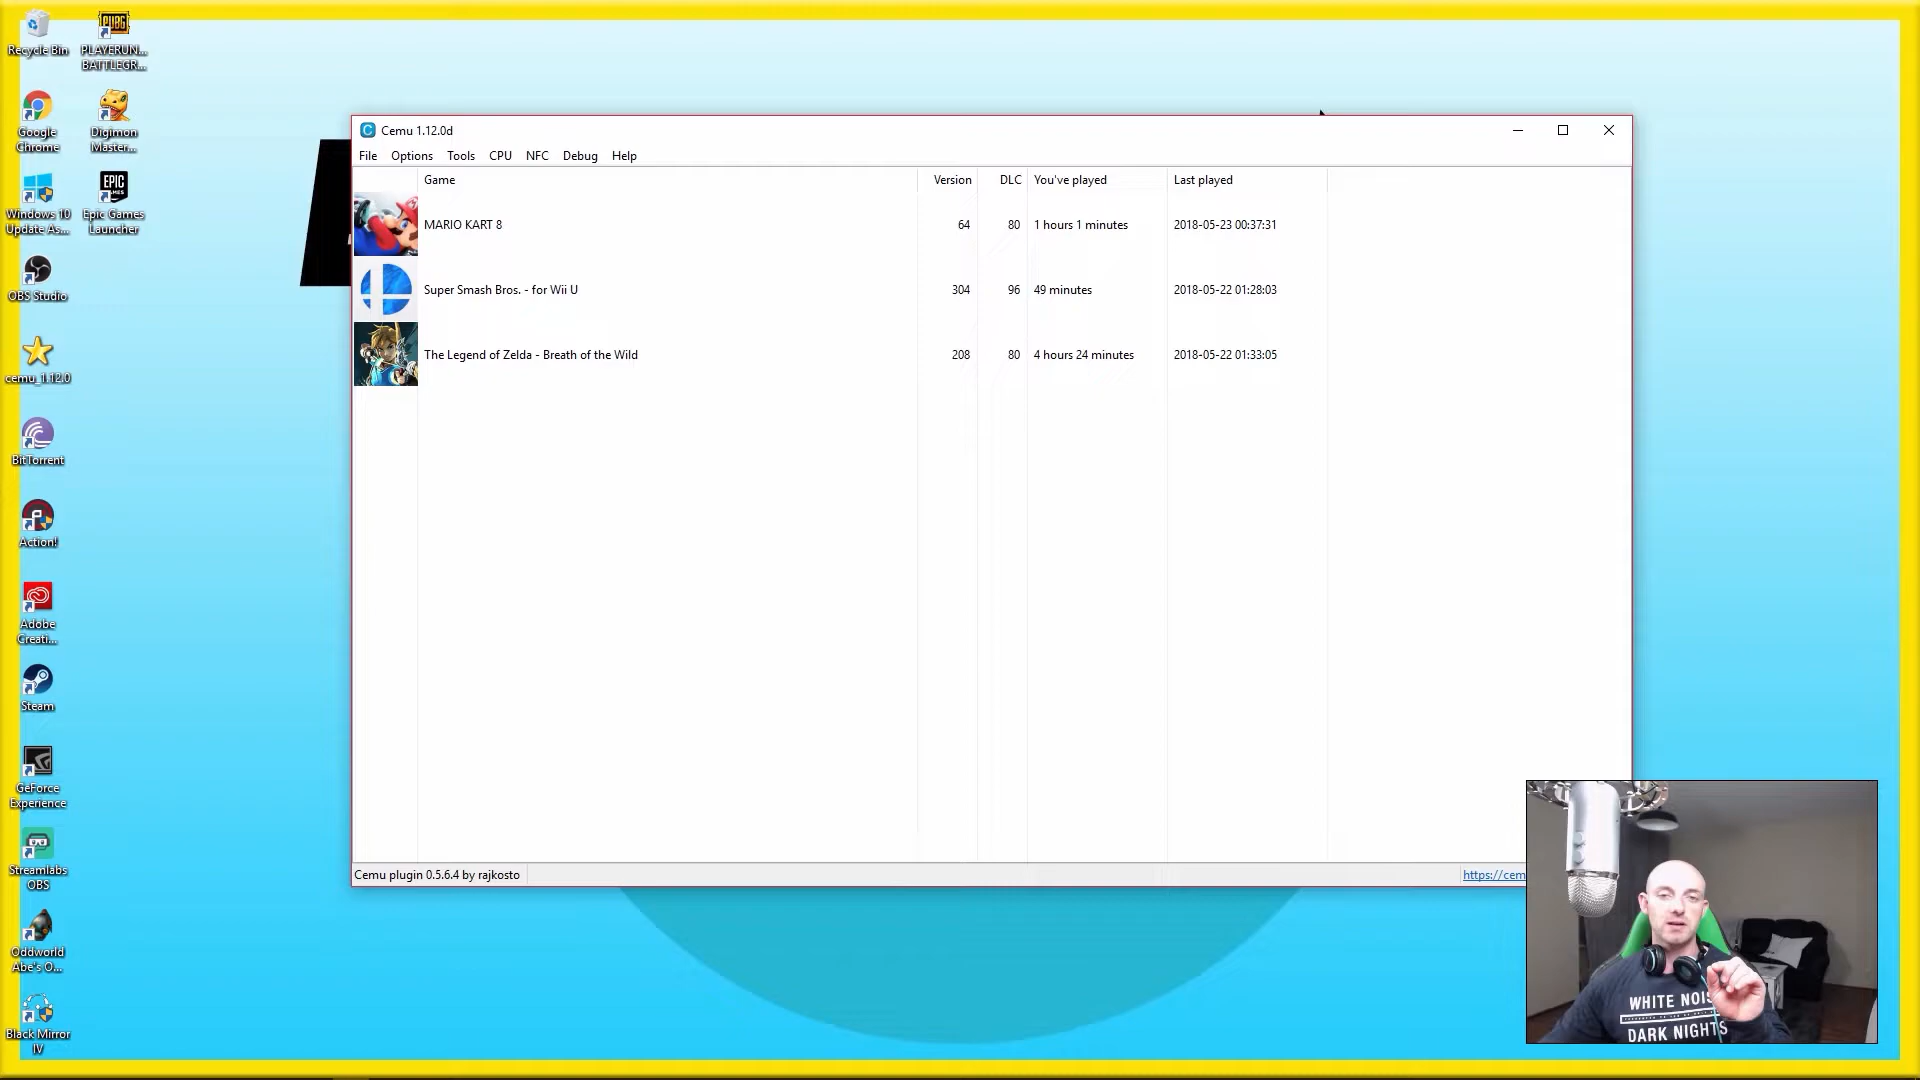 Recycle Bin
PLAYERUN...
BATTLEGR...
Google
Chrome
Digimon
Master...
Windows 10
Update As...
EPIC
GAMES
Epic Games
Launcher
OBS Studio
cemu_1.12.0
BitTorrent
Action!
Adobe
Creati...
Steam
GeForce
Experience
Streamlabs
OBS
Oddworld
Abe's O...
Black Mirror
IV
PUBG
Cemu 1.12.0d
File Options Tools CPU NFC Debug Help
Game Version DLC You've played Last played
MARIO KART 8 64 80 1 hours 1 minutes 2018-05-23 00:37:31
Super Smash Bros. - for Wii U 304 96 49 minutes 2018-05-22 01:28:03
The Legend of Zelda - Breath of the Wild 208 80 4 hours 24 minutes 2018-05-22 01:33:05
Cemu plugin 0.5.6.4 by rajkosto
https://cem
WHITE NOIS
DARK NIGHTS